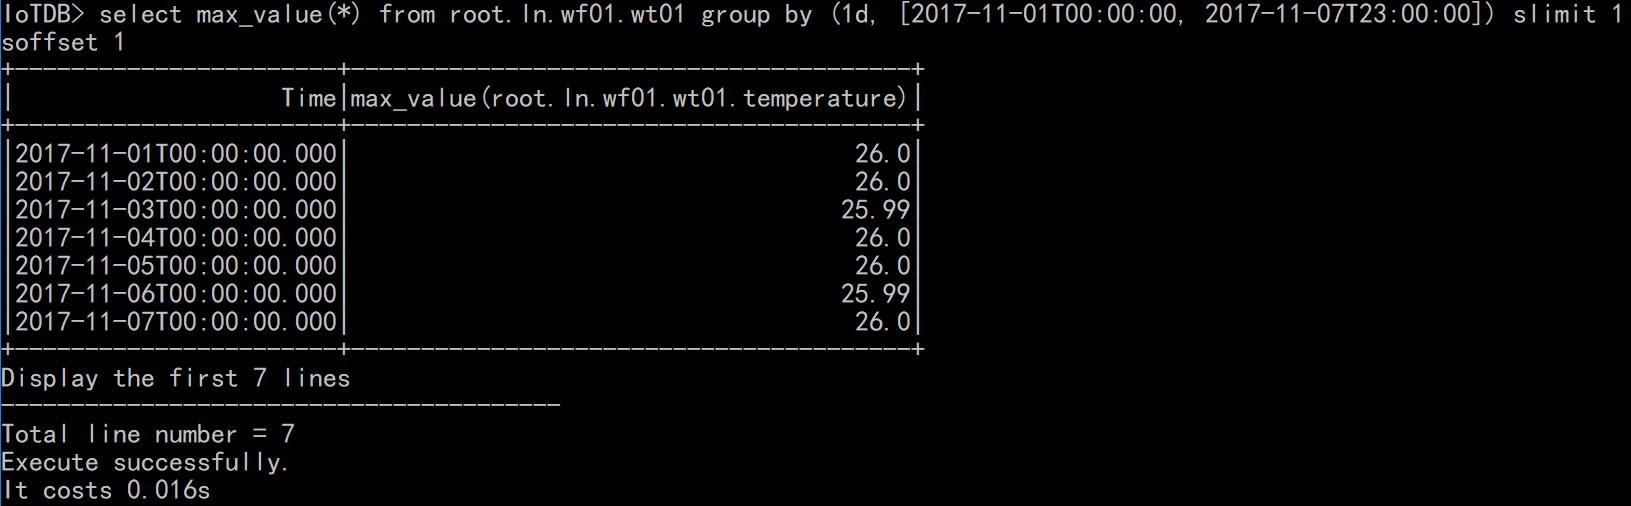 IoTDB> select max_value(*) from root.ln.wf01.wt01 group by (1d, [2017-11-01T00:00:00, 2017-11-07T23:00:00]) slimit 1
soffset 1
+-----------------------+----------------------------------------+
|                   Time|max_value(root.ln.wf01.wt01.temperature)|
+-----------------------+----------------------------------------+
|2017-11-01T00:00:00.000|                                    26.0|
|2017-11-02T00:00:00.000|                                    26.0|
|2017-11-03T00:00:00.000|                                   25.99|
|2017-11-04T00:00:00.000|                                    26.0|
|2017-11-05T00:00:00.000|                                    26.0|
|2017-11-06T00:00:00.000|                                   25.99|
|2017-11-07T00:00:00.000|                                    26.0|
+-----------------------+----------------------------------------+
Display the first 7 lines
----------------------------------------
Total line number = 7
Execute successfully.
It costs 0.016s